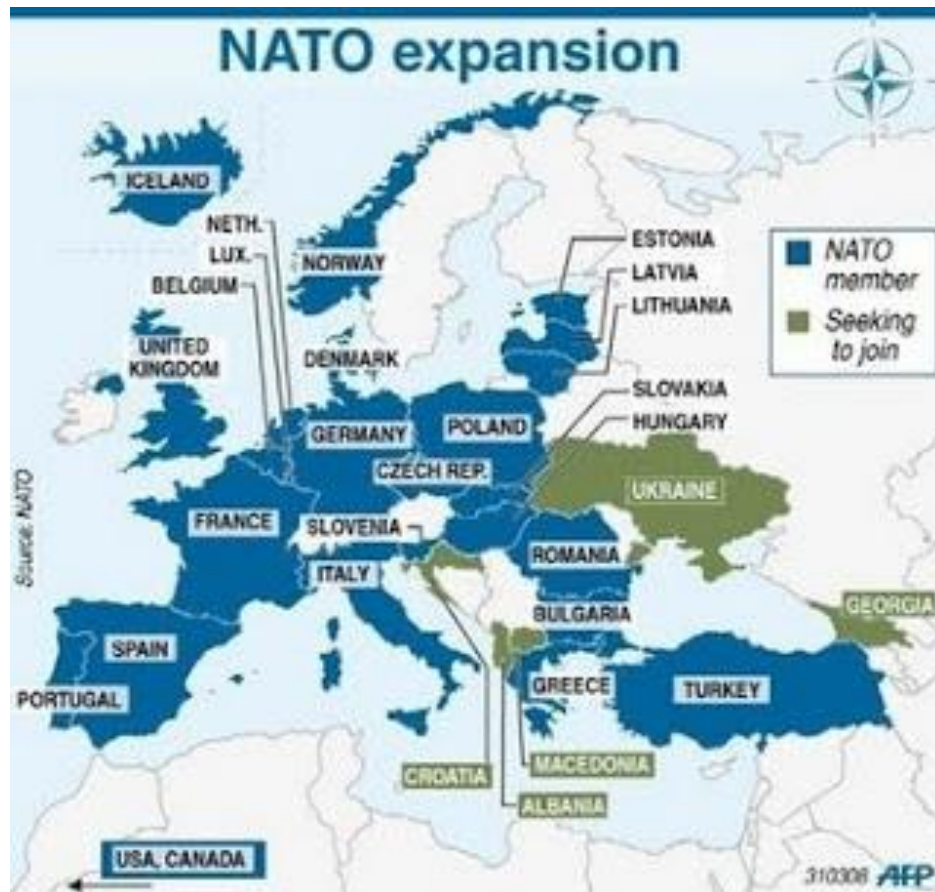 NATO expansion
ICELAND
NETH.
LUX.
BELGIUM
NORWAY
ESTONIA
LATVIA
LITHUANIA
NATO
member
Seeking
to join
UNITED
KINGDOM
DENMARK
SLOVAKIA
HUNGARY
GERMANY
POLAND
CZECH REP.
UKRAINE
FRANCE
SLOVENIA
ROMANIA
ITALY
BULGARIA
GEORGIA
SPAIN
PORTUGAL
GREECE
TURKEY
CROATIA
MACEDONIA
ALBANIA
USA, CANADA
Source: NATO
310308 AFP